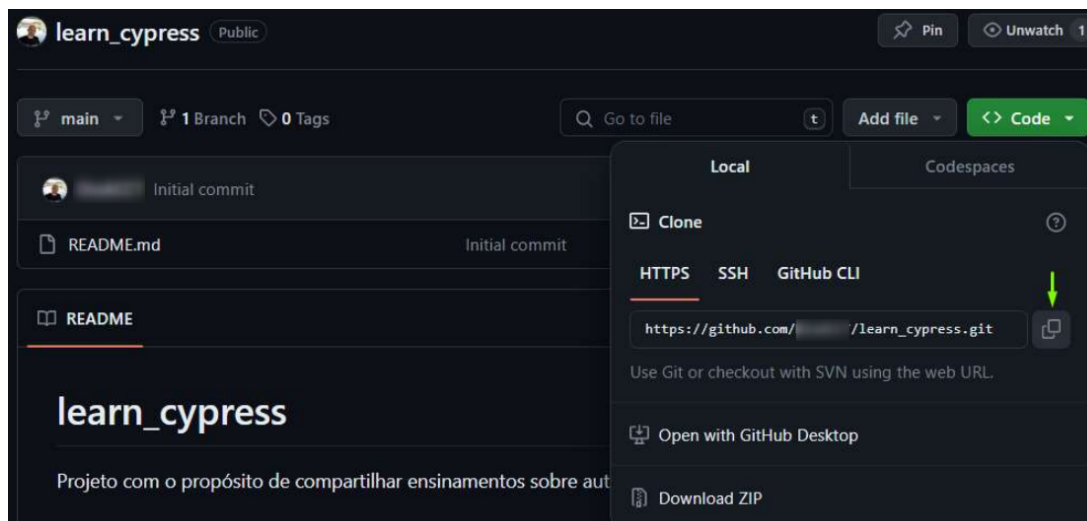 learn_cypress Public
Pin
Unwatch 1
main
1 Branch
0 Tags
Go to file
t
Add file
<> Code
Local
Codespaces
Initial commit
Clone
?
README.md
Initial commit
HTTPS
SSH
GitHub CLI
README
https://github.com/ /learn_cypress.git
Use Git or checkout with SVN using the web URL.
learn_cypress
Open with GitHub Desktop
Projeto com o propósito de compartilhar ensinamentos sobre aut
Download ZIP